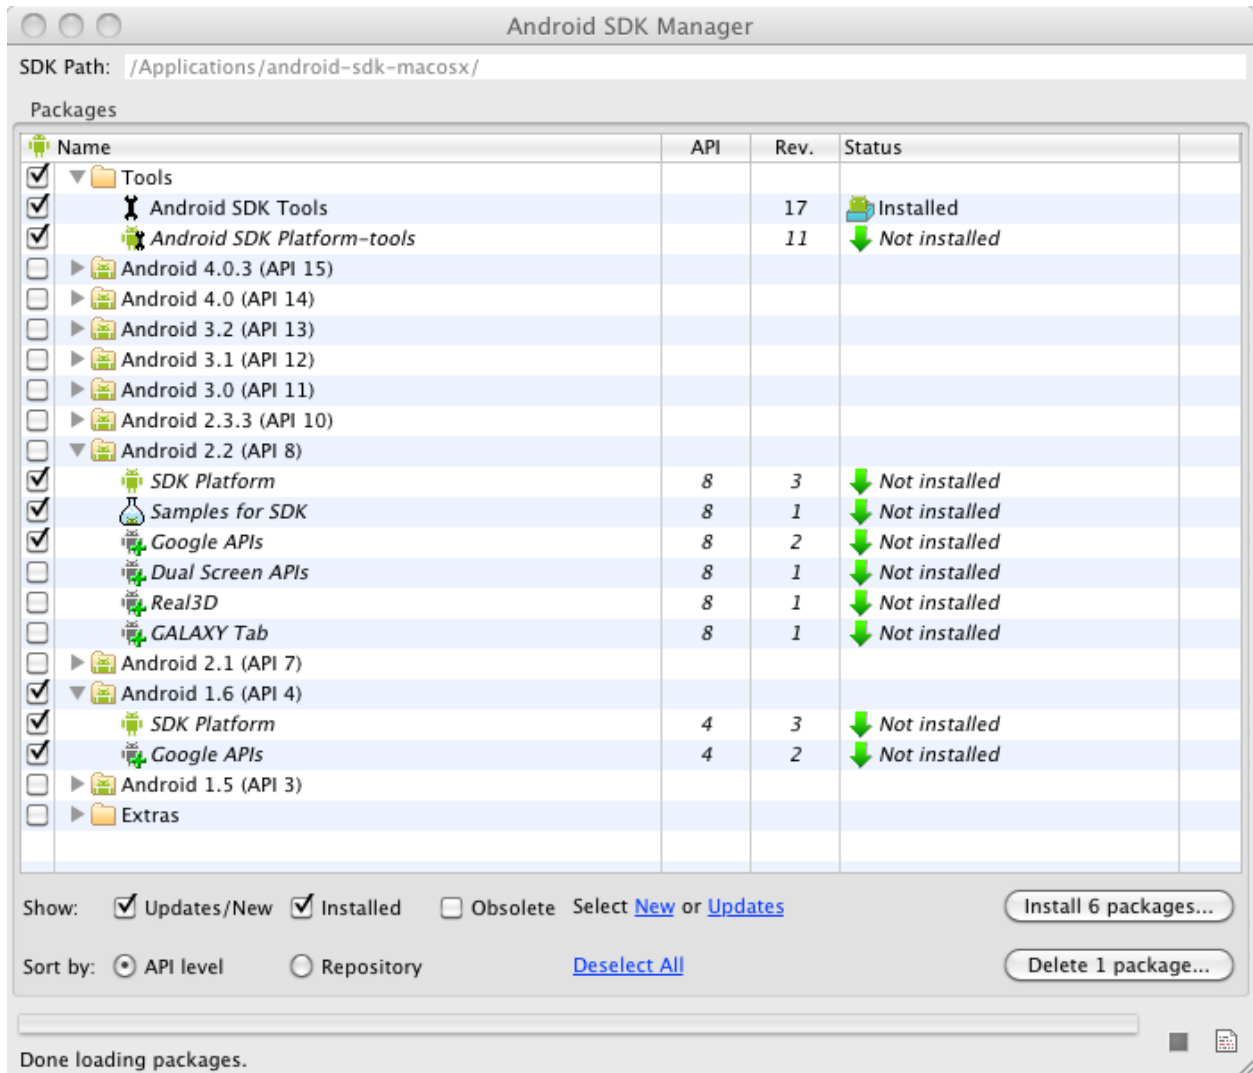 Android SDK Manager
SDK Path: /Applications/android-sdk-macosx/
Packages
Name API Rev. Status
Tools
Android SDK Tools 17 Installed
Android SDK Platform-tools 11 Not installed
Android 4.0.3 (API 15)
Android 4.0 (API 14)
Android 3.2 (API 13)
Android 3.1 (API 12)
Android 3.0 (API 11)
Android 2.3.3 (API 10)
Android 2.2 (API 8)
SDK Platform 8 3 Not installed
Samples for SDK 8 1 Not installed
Google APIs 8 2 Not installed
Dual Screen APIs 8 1 Not installed
Real3D 8 1 Not installed
GALAXY Tab 8 1 Not installed
Android 2.1 (API 7)
Android 1.6 (API 4)
SDK Platform 4 3 Not installed
Google APIs 4 2 Not installed
Android 1.5 (API 3)
Extras
Show: Updates/New Installed Obsolete Select New or Updates Install 6 packages...
Sort by: API level Repository Deselect All Delete 1 package...
Done loading packages.